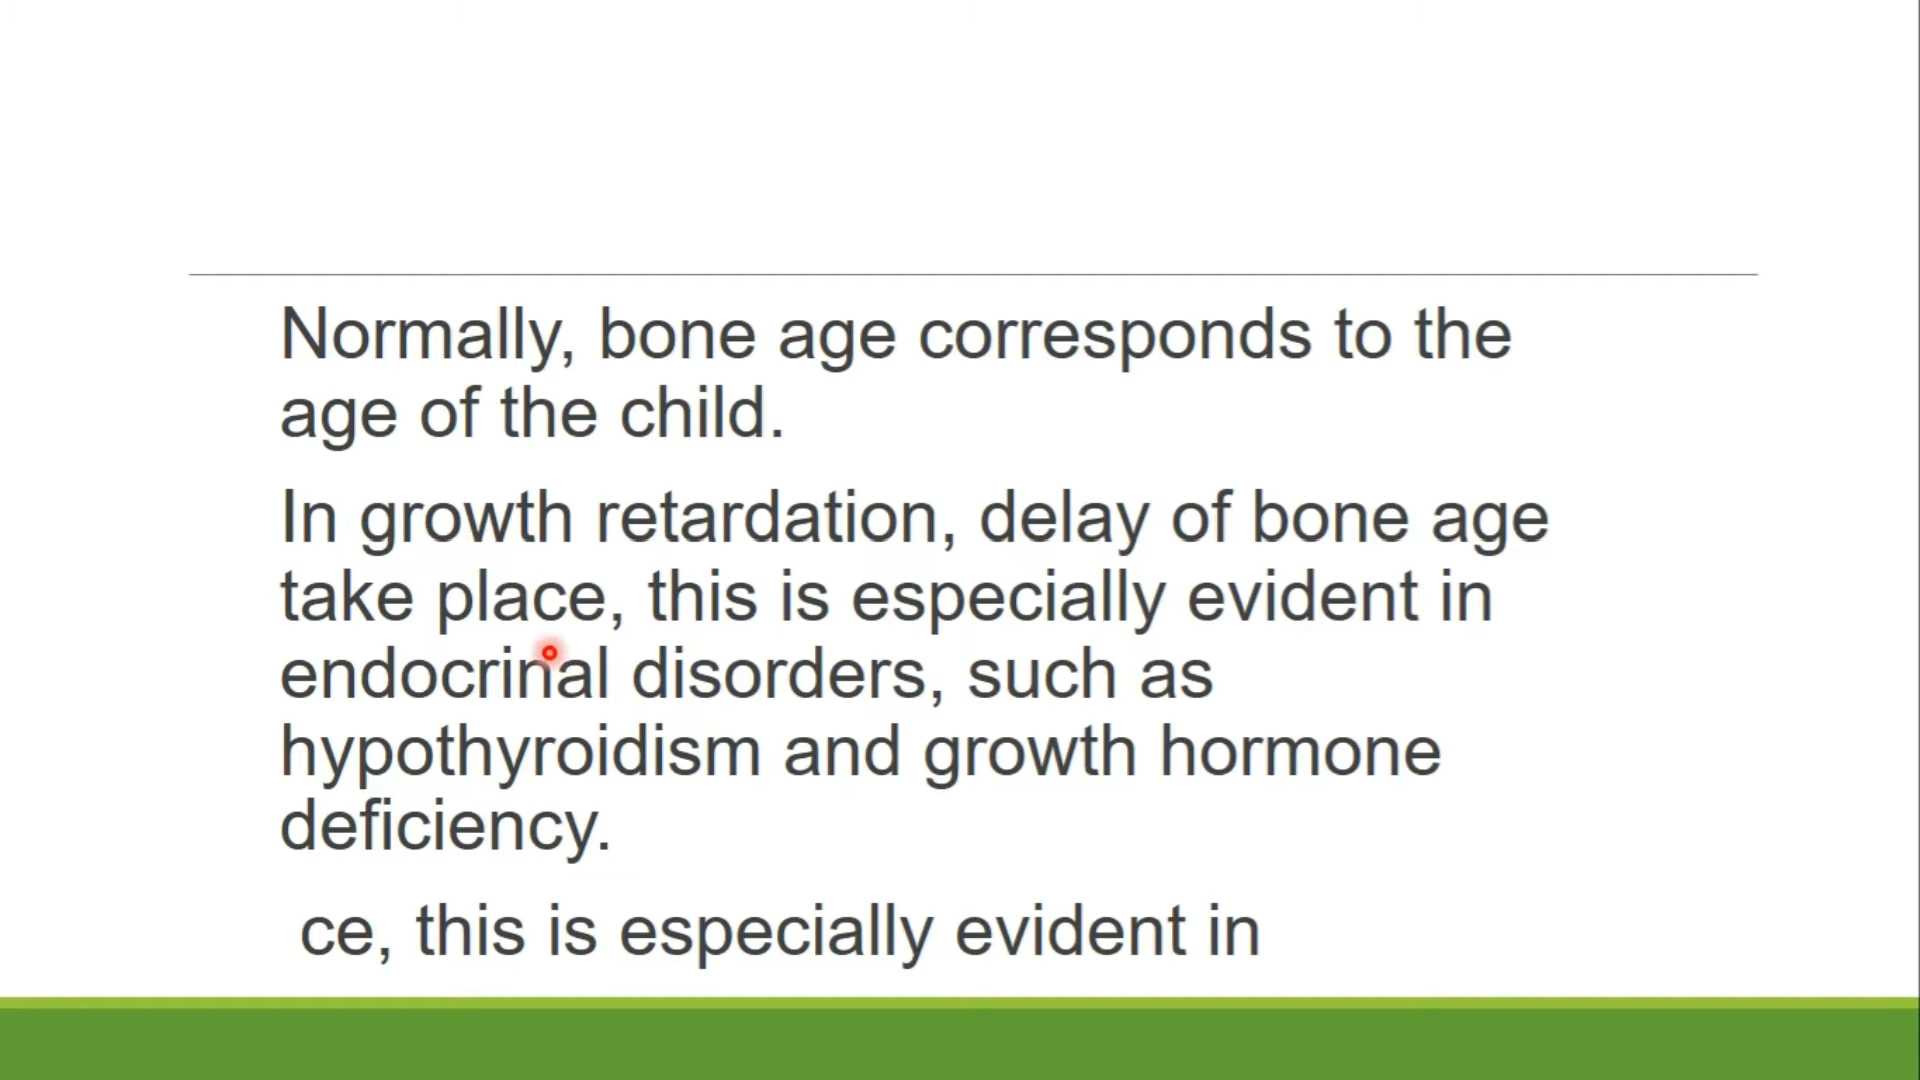 Normally, bone age corresponds to the
age of the child.
In growth retardation, delay of bone age
take place, this is especially evident in
endocrinal disorders, such as
hypothyroidism and growth hormone
deficiency.
ce, this is especially evident in